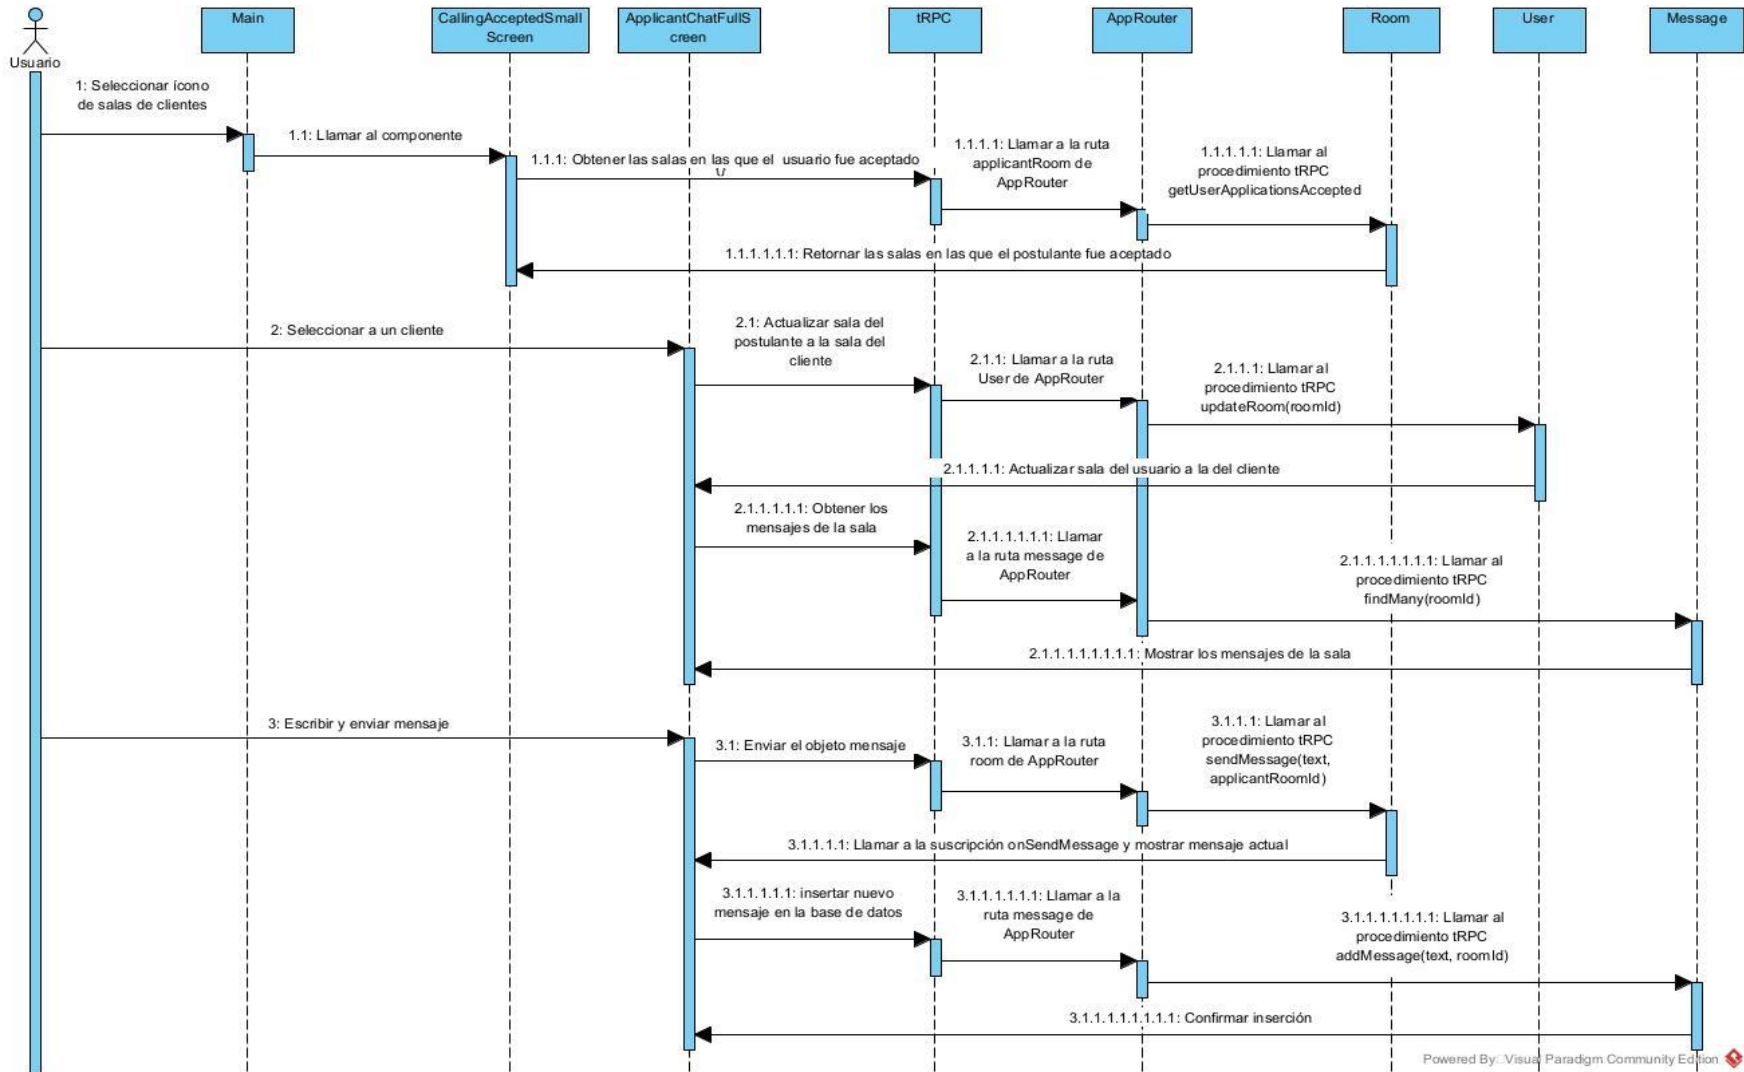 Main
CallingAcceptedSmall
Screen
ApplicantChatFullS
creen
tRPC
AppRouter
Room
User
Message
Usuario
1: Seleccionar ícono
de salas de clientes
1.1: Llamar al componente
1.1.1: Obtener las salas en las que el usuario fue aceptado
1.1.1.1: Llamar a la ruta
applicantRoom de
AppRouter
1.1.1.1.1: Llamar al
procedimiento tRPC
getUserApplicationsAccepted
1.1.1.1.1.1: Retornar las salas en las que el postulante fue aceptado
2: Seleccionar a un cliente
2.1: Actualizar sala del
postulante a la sala del
cliente
2.1.1: Llamar a la ruta
User de AppRouter
2.1.1.1: Llamar al
procedimiento tRPC
updateRoom(roomId)
2.1.1.1.1: Actualizar sala del usuario a la del cliente
2.1.1.1.1.1: Obtener los
mensajes de la sala
2.1.1.1.1.1.1: Llamar
a la ruta message de
AppRouter
2.1.1.1.1.1.1.1: Llamar al
procedimiento tRPC
findMany(roomId)
2.1.1.1.1.1.1.1.1: Mostrar los mensajes de la sala
3: Escribir y enviar mensaje
3.1: Enviar el objeto mensaje
3.1.1: Llamar a la ruta
room de AppRouter
3.1.1.1: Llamar al
procedimiento tRPC
sendMessage(text,
applicantRoomId)
3.1.1.1.1: Llamar a la suscripción onSendMessage y mostrar mensaje actual
3.1.1.1.1.1: insertar nuevo
mensaje en la base de datos
3.1.1.1.1.1.1: Llamar a la
ruta message de
AppRouter
3.1.1.1.1.1.1.1: Llamar al
procedimiento tRPC
addMessage(text, roomId)
3.1.1.1.1.1.1.1.1: Confirmar inserción
Powered By Visual Paradigm Community Edition